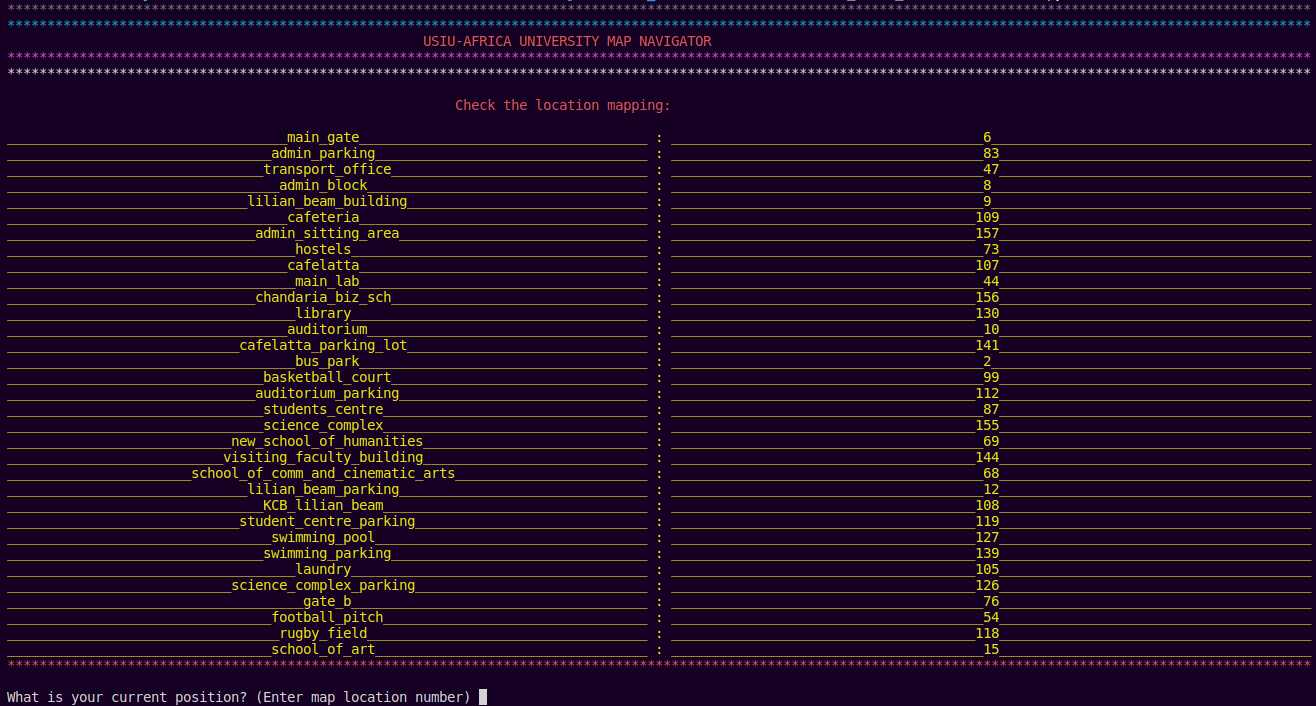 USIU-AFRICA UNIVERSITY MAP NAVIGATOR
Check the location mapping:
main_gate : 6
admin_parking : 83
transport_office : 47
admin_block : 8
lilian_beam_building : 9
cafeteria : 109
admin_sitting_area : 157
hostels : 73
cafelatta : 107
main_lab : 44
chandaria_biz_sch : 156
library : 130
auditorium : 10
cafelatta_parking_lot : 141
bus_park : 2
basketball_court : 99
auditorium_parking : 112
students_centre : 87
science_complex : 155
new_school_of_humanities : 69
visiting_faculty_building : 144
school_of_comm_and_cinematic_arts : 68
lilian_beam_parking : 12
KCB_lilian_beam : 108
student_centre_parking : 119
swimming_pool : 127
swimming_parking : 139
laundry : 105
science_complex_parking : 126
gate_b : 76
football_pitch : 54
rugby_field : 118
school_of_art : 15
What is your current position? (Enter map location number)